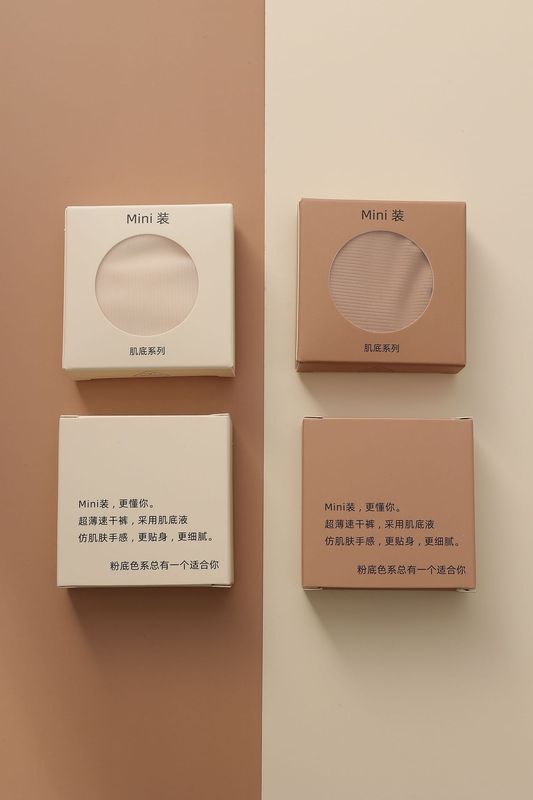 Mini 装
肌底系列
Mini 装
肌底系列
Mini装，更懂你。
超薄速干裤，采用肌底液
仿肌肤手感，更贴身，更细腻。
粉底色系总有一个适合你
Mini装，更懂你。
超薄速干裤，采用肌底液
仿肌肤手感，更贴身，更细腻。
粉底色系总有一个适合你